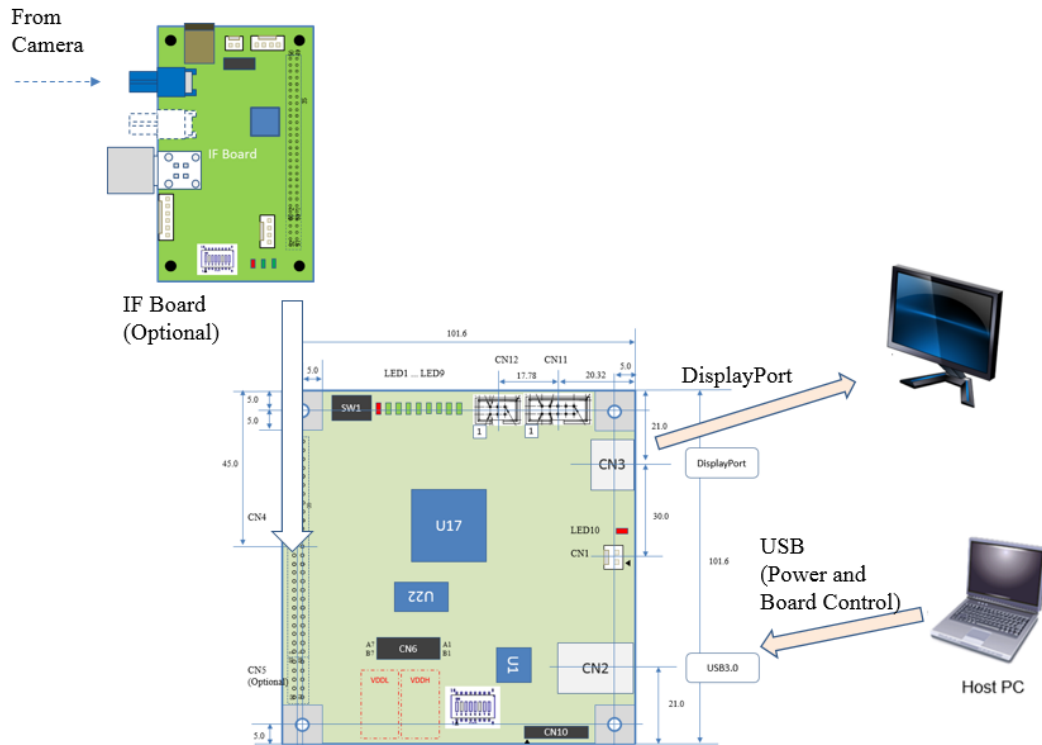 From
Camera
IF Board
IF Board
(Optional)
101.6
CN12
CN11
5.0
LED1 ... LED9
17.78
20.32
5.0
5.0
5.0
SW1
1
1
21.0
DisplayPort
CN3
DisplayPort
45.0
CN4
U17
30.0
LED10
CN1
101.6
USB
(Power and
Board Control)
U22
A7
B7
CN6
A1
B1
U1
CN2
USB3.0
CN5
(Optional)
VDDL
VDDH
21.0
Host PC
5.0
CN10